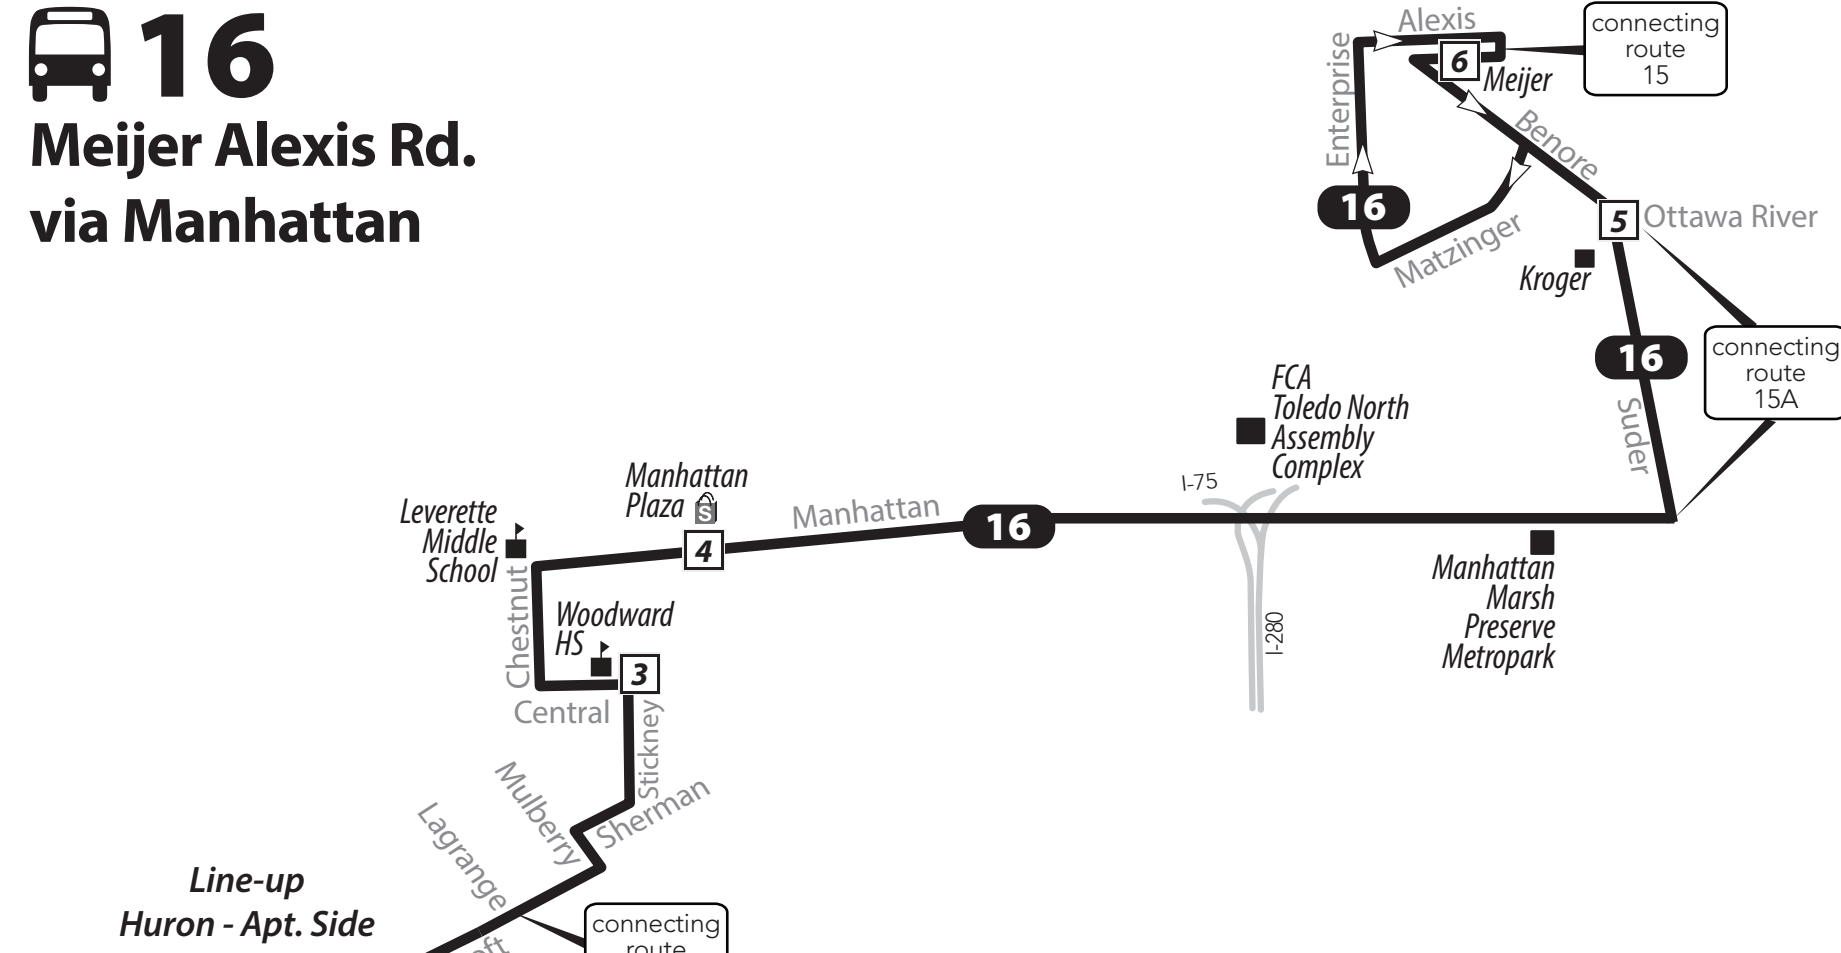 16
Meijer Alexis Rd.
via Manhattan
Alexis
connecting
route
15
Enterprise
6
Meijer
Benore
16
5
Ottawa River
Matzinger
Kroger
16
connecting
route
15A
Suder
FCA
Toledo North
Assembly
Complex
I-75
Manhattan
Plaza
S
Leverette
Middle
School
Manhattan
16
4
Manhattan
Marsh
Preserve
Metropark
Chestnut
Woodward
HS
I-280
3
Central
Stickney
Mulberry
Sherman
Lagrange
Line-up
Huron - Apt. Side
connecting
route